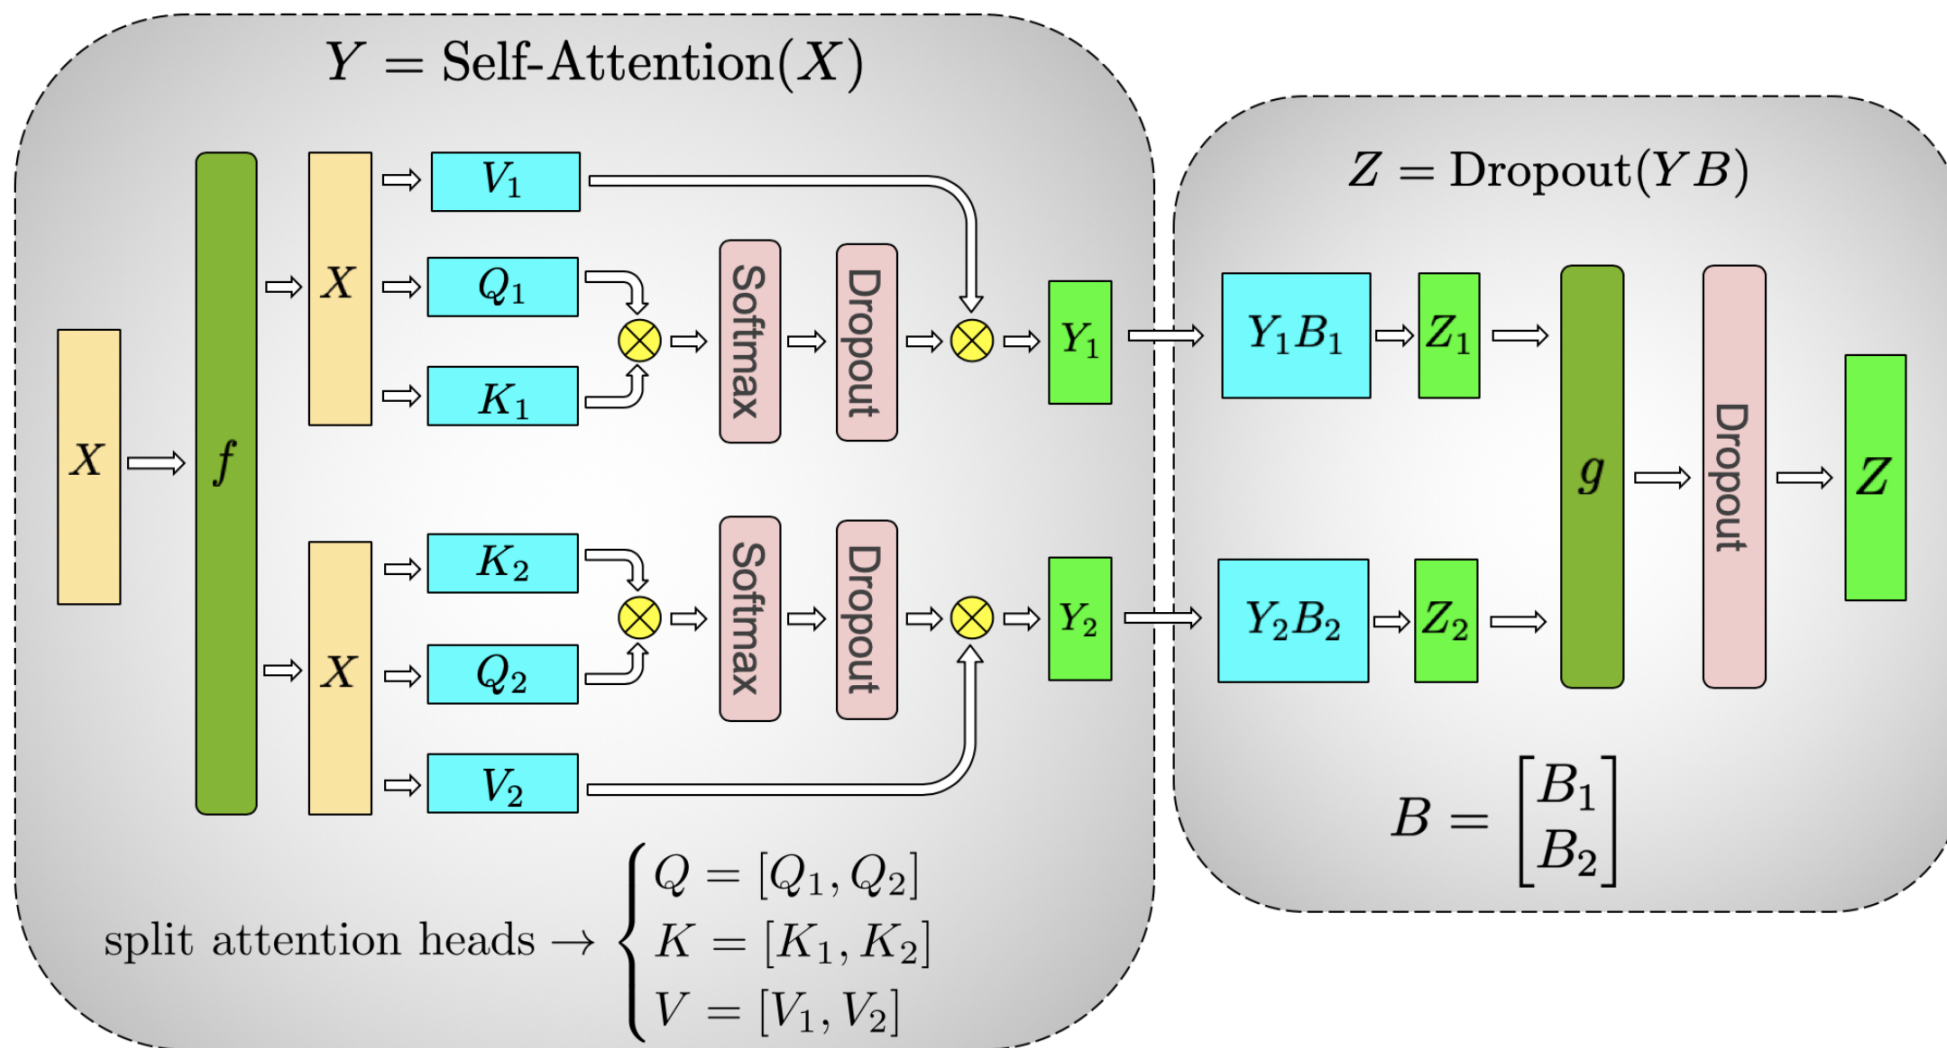 Y = Self-Attention(X)
Z = Dropout(YB)
X
f
X
V₁
Q₁
K₁
Softmax
Dropout
Y₁
X
K₂
Q₂
V₂
Softmax
Dropout
Y₂
Y₁B₁
Z₁
Y₂B₂
Z₂
g
Dropout
Z
split attention heads → { Q = [Q₁, Q₂]
K = [K₁, K₂]
V = [V₁, V₂]
B = [B₁
B₂]